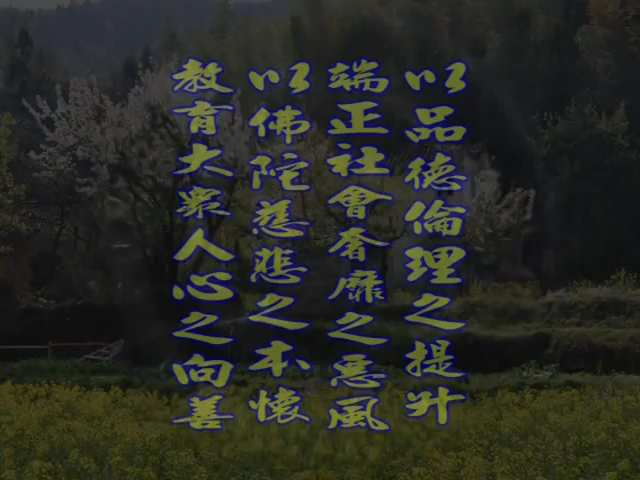 以品德倫理之提升
端正社會奢靡之惡風
以佛陀慈悲之本懷
教育大眾人心之向善